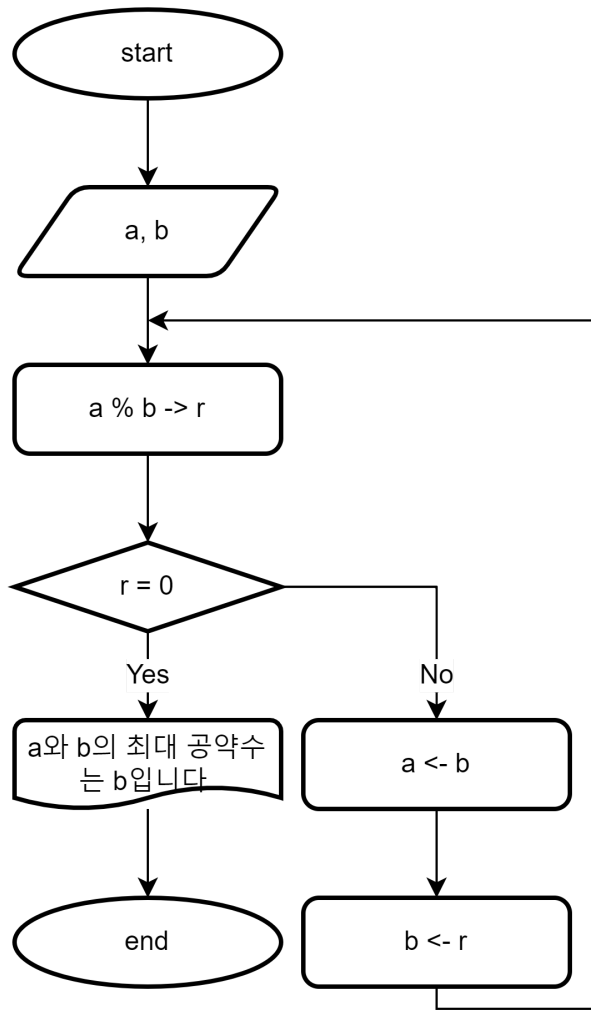 start
a, b
a % b -> r
r = 0
Yes
No
a와 b의 최대 공약수
는 b입니다
a <- b
end
b <- r